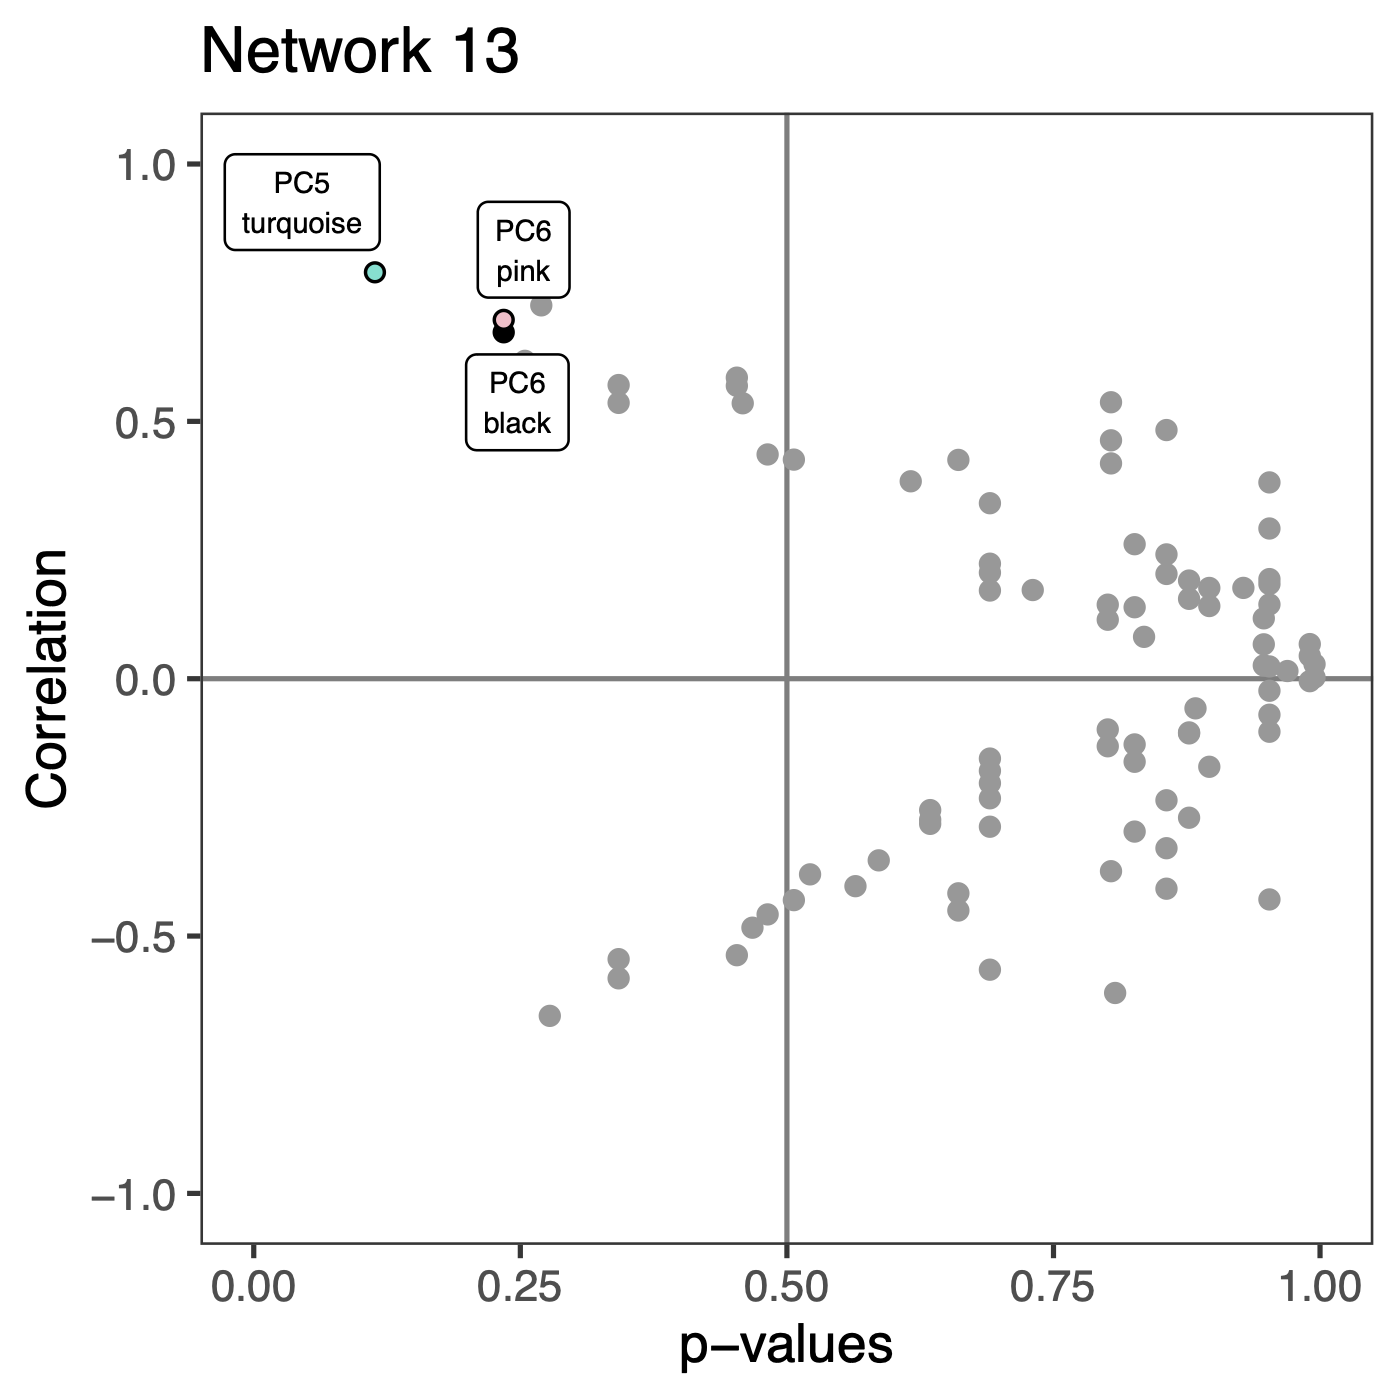 Network 13
1.0
0.5
0.0
−0.5
−1.0
Correlation
PC5
turquoise
PC6
pink
PC6
black
0.00
0.25
0.50
0.75
1.00
p−values